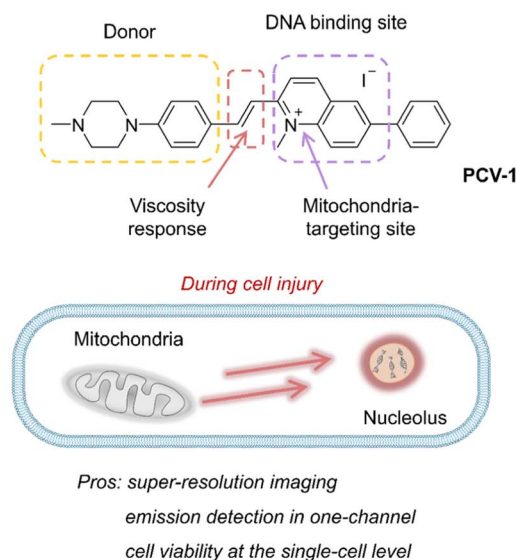 Donor
DNA binding site
I⁻
N
N
N⁺
PCV-1
Viscosity
response
Mitochondria-
targeting site
During cell injury
Mitochondria
Nucleolus
Pros: super-resolution imaging
emission detection in one-channel
cell viability at the single-cell level